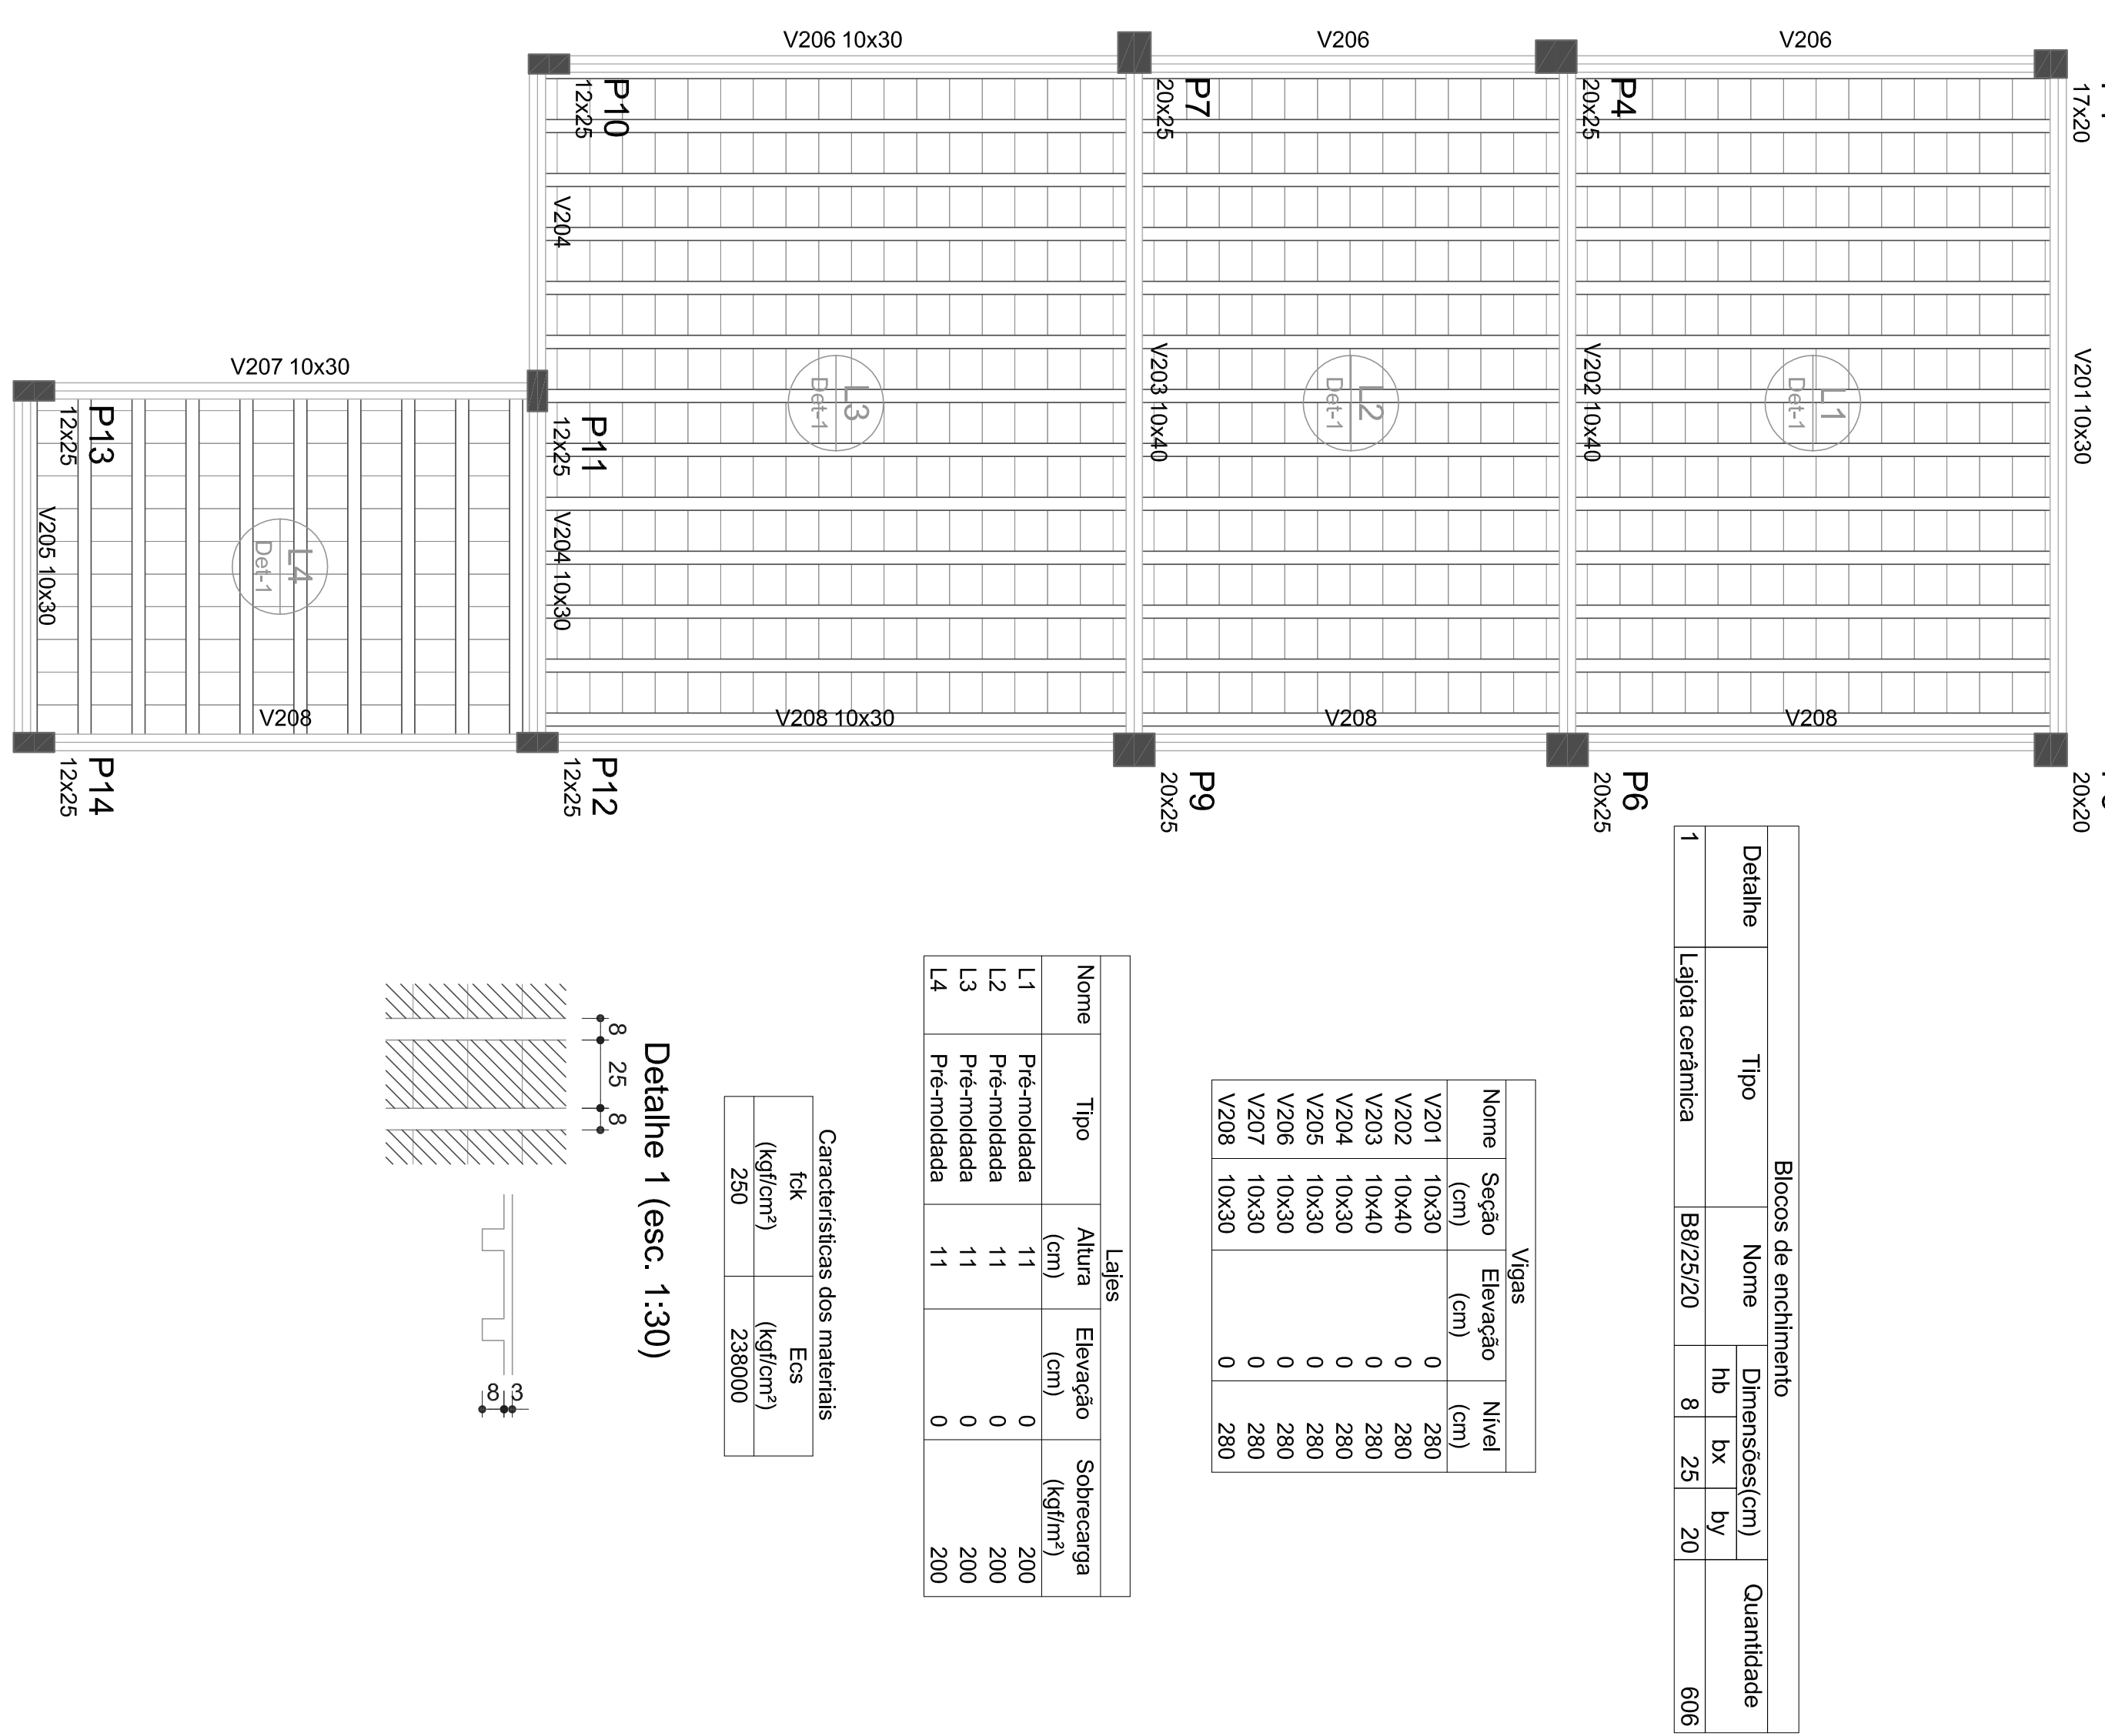 V206 10x30
V206
V206
P10
12x25
P7
20x25
P4
20x25
17x20
V201 10x30
V204
V203 10x40
V202 10x40
L3
Det-1
L2
Det-1
L1
Det-1
V207 10x30
P13
12x25
P11
12x25
V204 10x30
V205 10x30
L4
Det-1
V208
V208 10x30
V208
V208
P14
12x25
P12
12x25
P9
20x25
P6
20x25
20x20
Blocos de enchimento
Detalhe Tipo Nome Dimensões(cm) Quantidade
hb bx by
1 Lajota cerâmica B8/25/20 8 25 20 606
Vigas
Nome Seção Elevação Nível
(cm) (cm) (cm)
V201 10x30 0 280
V202 10x40 0 280
V203 10x40 0 280
V204 10x30 0 280
V205 10x30 0 280
V206 10x30 0 280
V207 10x30 0 280
V208 10x30 0 280
Lajes
Nome Tipo Altura Elevação Sobrecarga
(cm) (cm) (kgf/m²)
L1 Pré-moldada 11 0 200
L2 Pré-moldada 11 0 200
L3 Pré-moldada 11 0 200
L4 Pré-moldada 11 0 200
Características dos materiais
fck Ecs
(kgf/cm²) (kgf/cm²)
250 238000
Detalhe 1 (esc. 1:30)
8 25 8
3
8